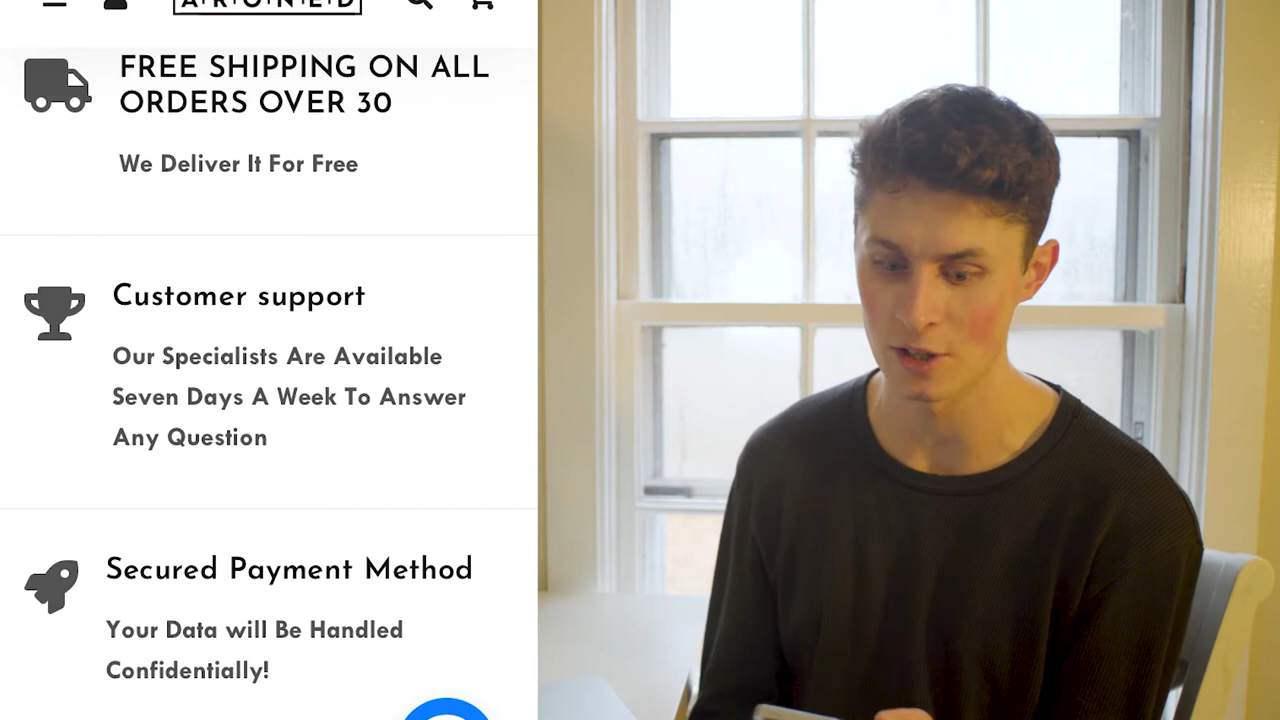 FREE SHIPPING ON ALL
ORDERS OVER 30
We Deliver It For Free
Customer support
Our Specialists Are Available
Seven Days A Week To Answer
Any Question
Secured Payment Method
Your Data will Be Handled
Confidentially!